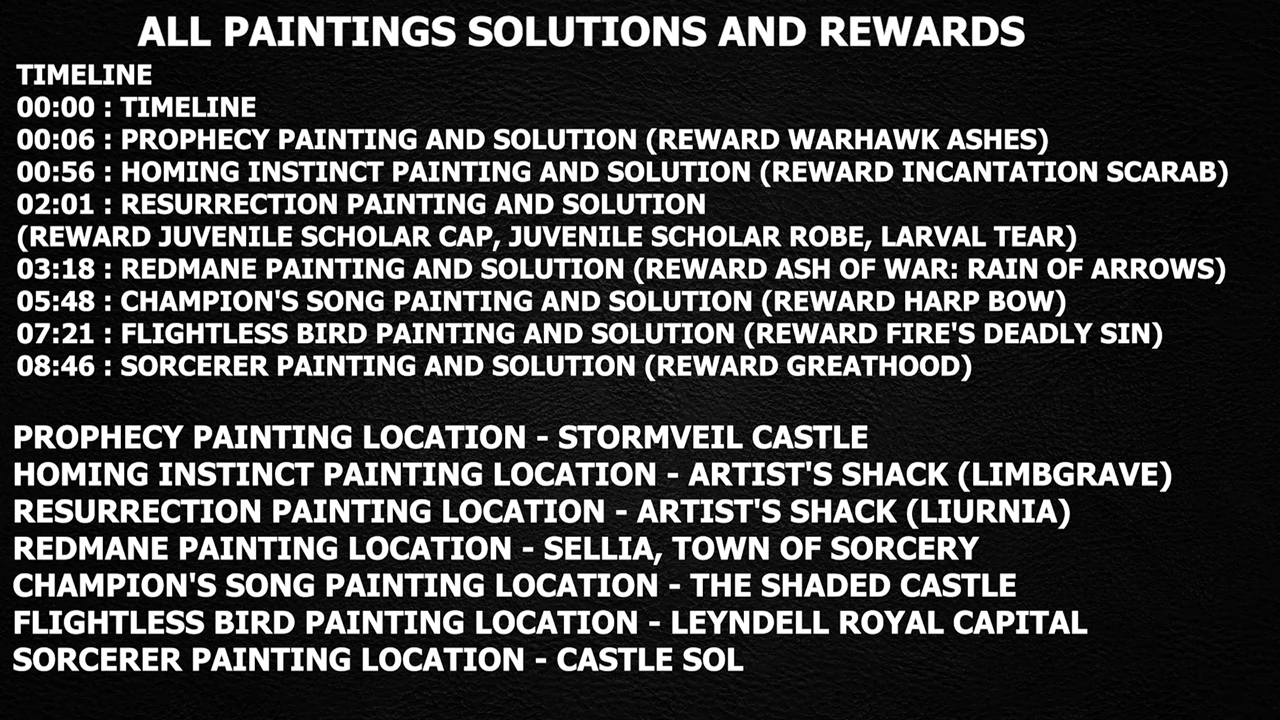 ALL PAINTINGS SOLUTIONS AND REWARDS
TIMELINE
00:00 : TIMELINE
00:06 : PROPHECY PAINTING AND SOLUTION (REWARD WARHAWK ASHES)
00:56 : HOMING INSTINCT PAINTING AND SOLUTION (REWARD INCANTATION SCARAB)
02:01 : RESURRECTION PAINTING AND SOLUTION
(REWARD JUVENILE SCHOLAR CAP, JUVENILE SCHOLAR ROBE, LARVAL TEAR)
03:18 : REDMANE PAINTING AND SOLUTION (REWARD ASH OF WAR: RAIN OF ARROWS)
05:48 : CHAMPION'S SONG PAINTING AND SOLUTION (REWARD HARP BOW)
07:21 : FLIGHTLESS BIRD PAINTING AND SOLUTION (REWARD FIRE'S DEADLY SIN)
08:46 : SORCERER PAINTING AND SOLUTION (REWARD GREATHOOD)
PROPHECY PAINTING LOCATION - STORMVEIL CASTLE
HOMING INSTINCT PAINTING LOCATION - ARTIST'S SHACK (LIMBGRAVE)
RESURRECTION PAINTING LOCATION - ARTIST'S SHACK (LIURNIA)
REDMANE PAINTING LOCATION - SELLIA, TOWN OF SORCERY
CHAMPION'S SONG PAINTING LOCATION - THE SHADED CASTLE
FLIGHTLESS BIRD PAINTING LOCATION - LEYNDELL ROYAL CAPITAL
SORCERER PAINTING LOCATION - CASTLE SOL